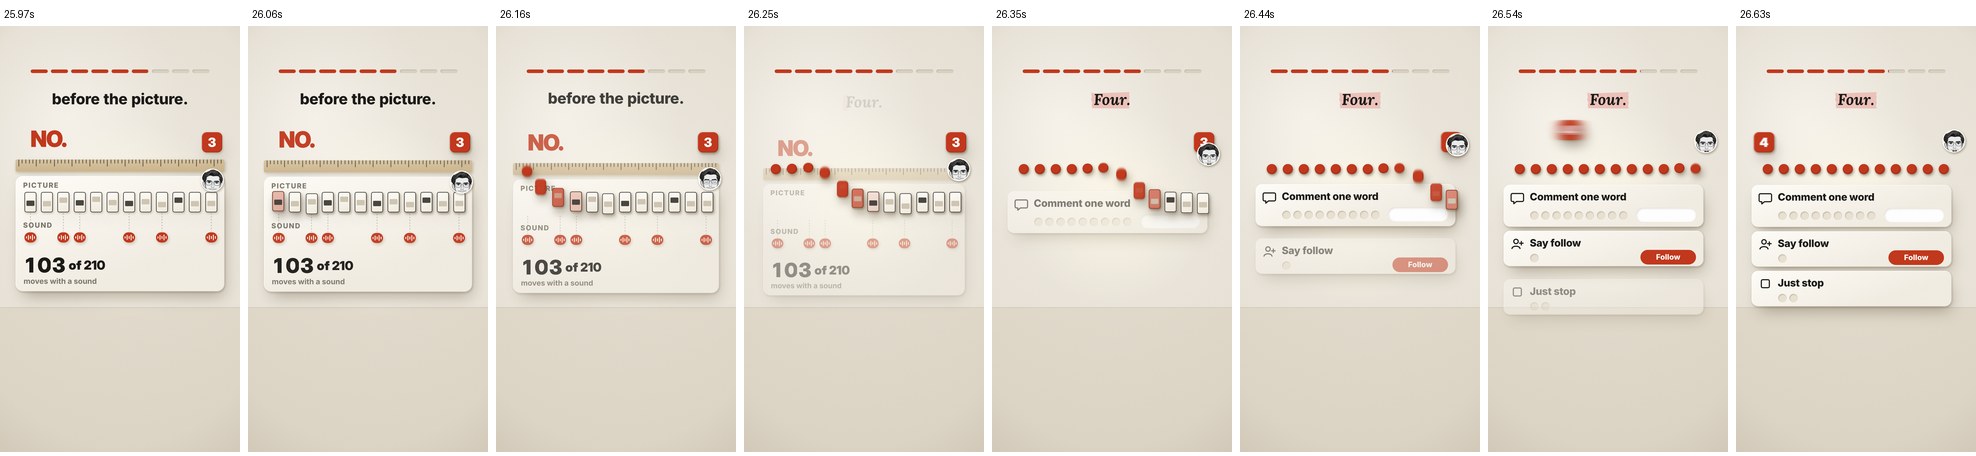 25.97s
before the picture.
NO.
3
PICTURE
SOUND
103 of 210
moves with a sound
26.06s
before the picture.
NO.
3
PICTURE
SOUND
103 of 210
moves with a sound
26.16s
before the picture.
NO.
3
PICTURE
SOUND
103 of 210
moves with a sound
26.25s
Four.
NO.
3
PICTURE
SOUND
103 of 210
moves with a sound
26.35s
Four.
3
Comment one word
26.44s
Four.
Comment one word
Say follow
Follow
26.54s
Four.
Comment one word
Say follow
Follow
Just stop
26.63s
Four.
4
Comment one word
Say follow
Follow
Just stop